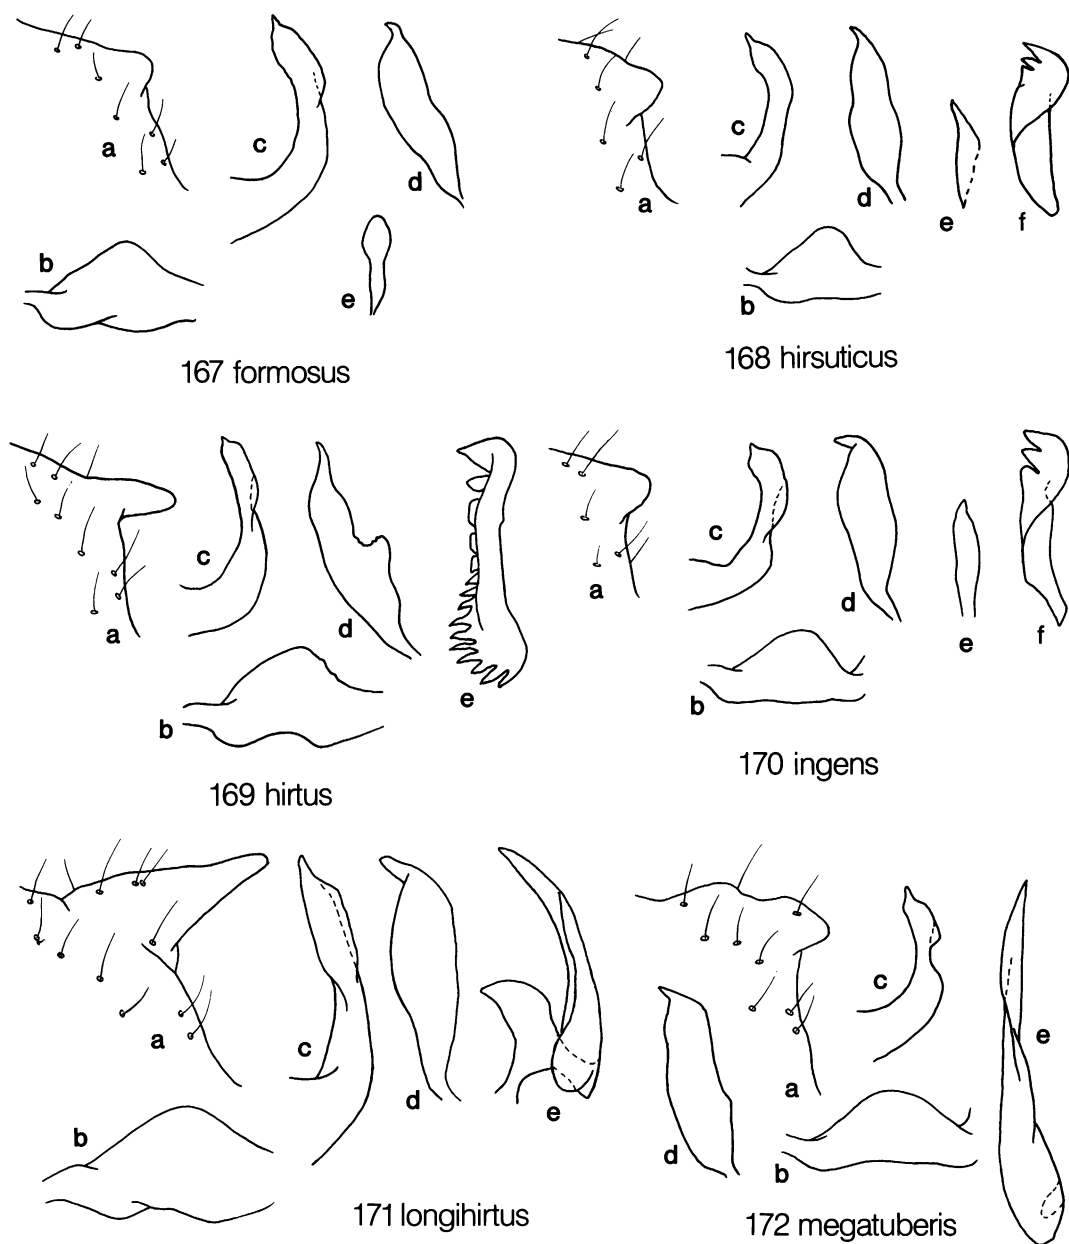 a
c
d
b
e
167 formosus
a
c
d
e
f
b
168 hirsuticus
a
c
d
e
b
169 hirtus
a
c
d
e
f
b
170 ingens
a
c
d
e
b
171 longihirtus
a
c
e
d
b
172 megatuberis